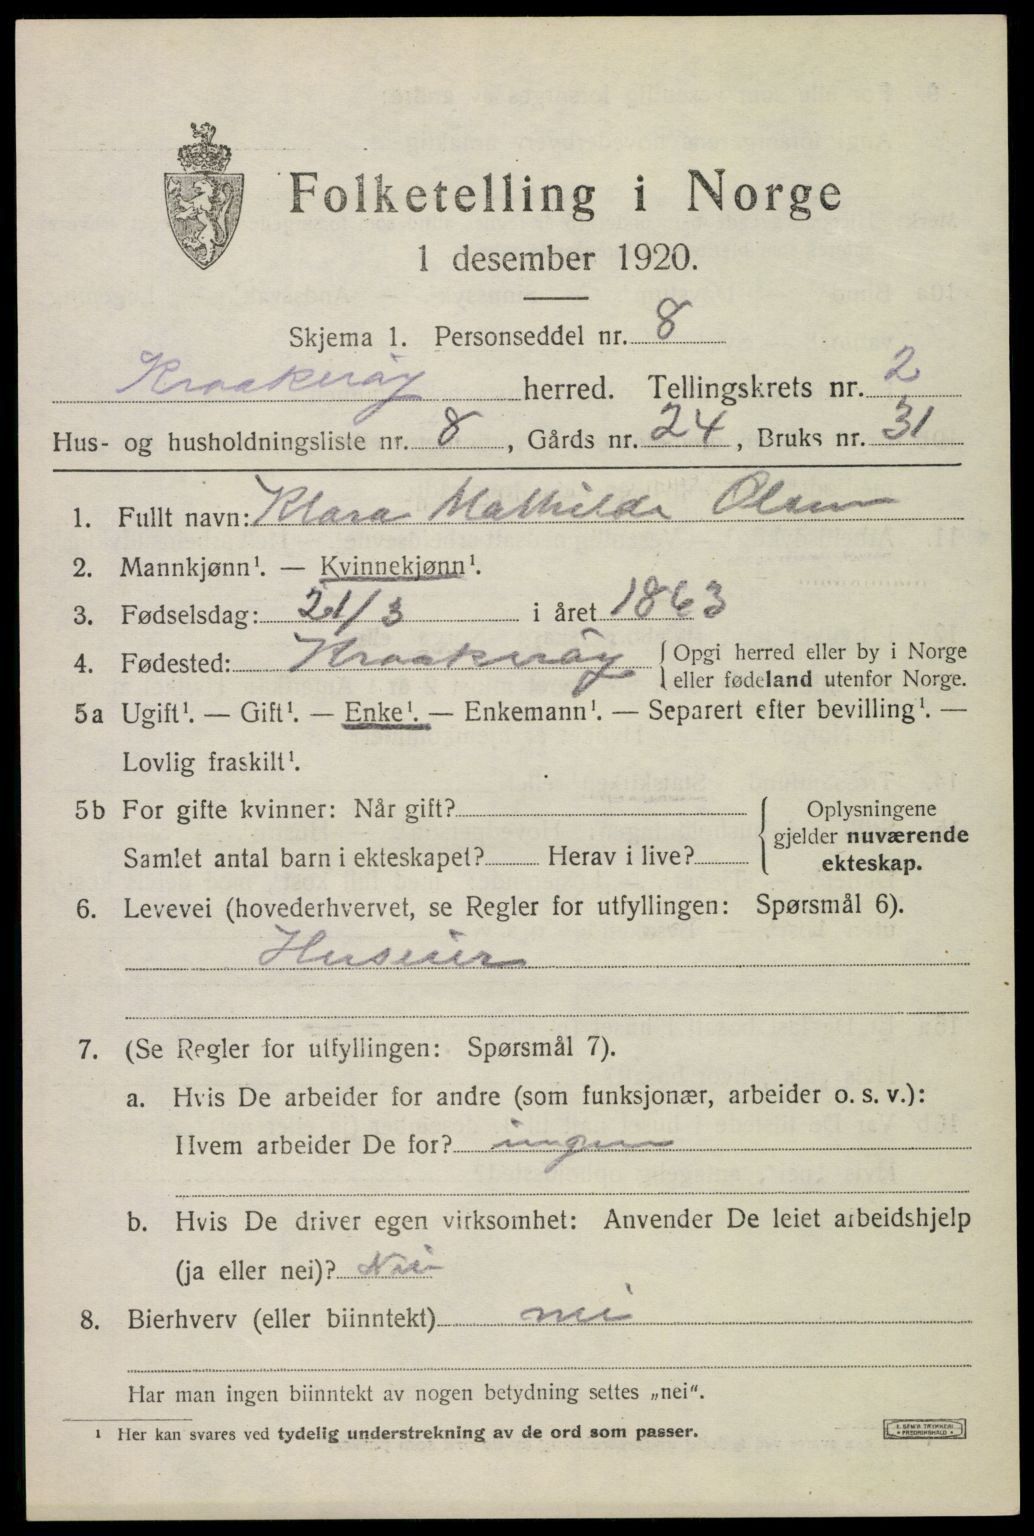 Folketelling i Norge
1 desember 1920.
Skjema 1. Personseddel nr. 8
Kraakerøy herred. Tellingskrets nr. 2
Hus- og husholdningsliste nr. 8, Gårds nr. 24, Bruks nr. 31
1. Fullt navn: Klara Mathilde Olsen
2. Mannkjønn¹. — Kvinnekjønn¹.
3. Fødselsdag: 21/3 i året 1863
4. Fødested: Kraakerøy { Opgi herred eller by i Norge
eller fødeland utenfor Norge.
5a Ugift¹. — Gift¹. — Enke¹. — Enkemann¹. — Separert efter bevilling¹. —
Lovlig fraskilt¹.
5b For gifte kvinner: Når gift? { Oplysningene
gjelder nuværende
Samlet antal barn i ekteskapet? Herav i live? ekteskap.
6. Levevei (hovederhvervet, se Regler for utfyllingen: Spørsmål 6).
Huseier
7. (Se Regler for utfyllingen: Spørsmål 7).
a. Hvis De arbeider for andre (som funksjonær, arbeider o. s. v.):
Hvem arbeider De for? ingen
b. Hvis De driver egen virksomhet: Anvender De leiet arbeidshjelp
(ja eller nei)? Nei
8. Bierhverv (eller biinntekt) nei
Har man ingen biinntekt av nogen betydning settes „nei".
¹ Her kan svares ved tydelig understrekning av de ord som passer.
E. SEM'S TRYKKERI
FREDRIKSHALD